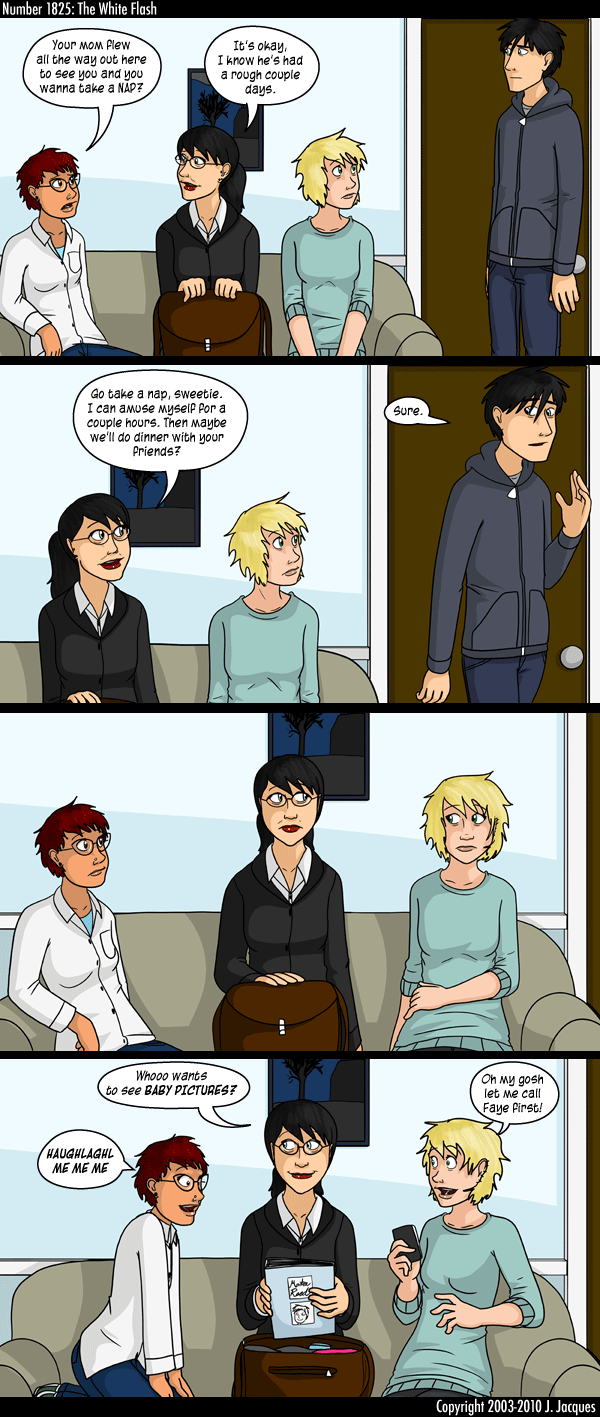 Number 1825: The White Flash
Your mom flew
all the way out here
to see you and you
wanna take a NAP?
It's okay,
I know he's had
a rough couple
days.
Go take a nap, sweetie.
I can amuse myself for a
couple hours. Then maybe
we'll do dinner with your
friends?
Sure.
Whooo wants
to see BABY PICTURES?
Oh my gosh
let me call
Faye first!
HAUGHLAGHL
ME ME ME
Copyright 2003-2010 J. Jacques